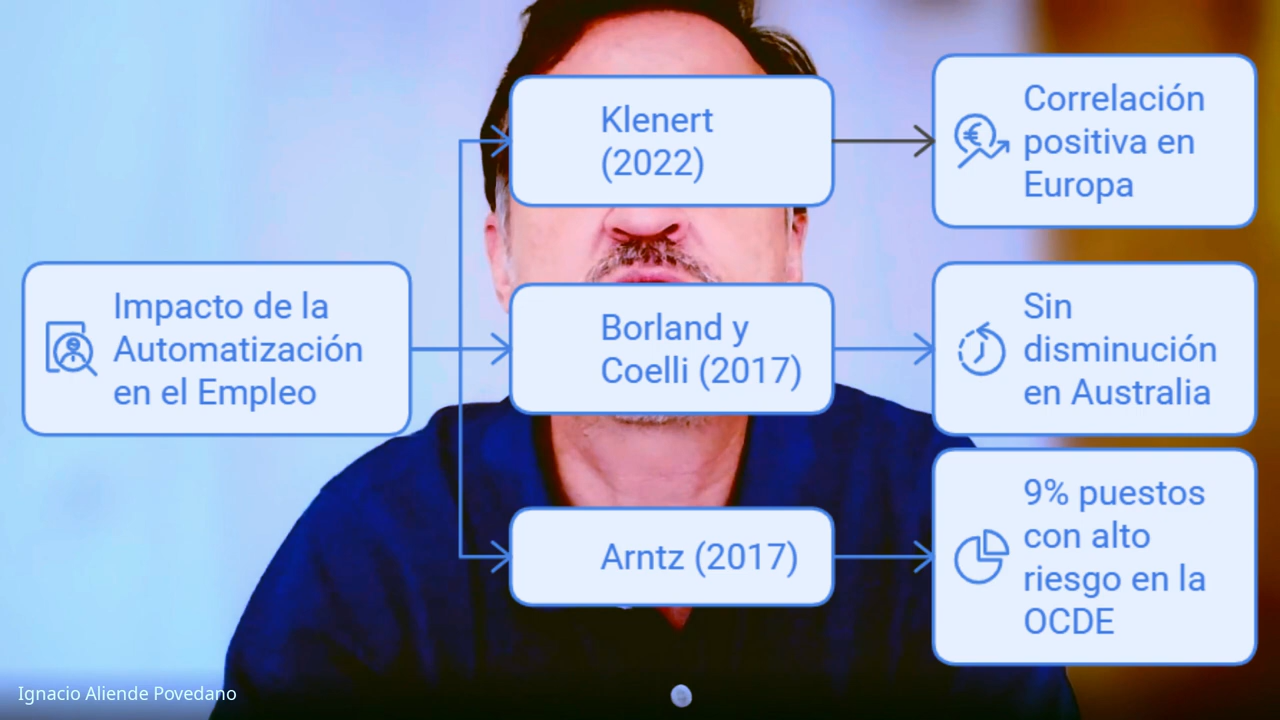 Impacto de la
Automatización
en el Empleo
Klenert
(2022)
Correlación
positiva en
Europa
Borland y
Coelli (2017)
Sin
disminución
en Australia
Arntz (2017)
9% puestos
con alto
riesgo en la
OCDE
Ignacio Aliende Povedano